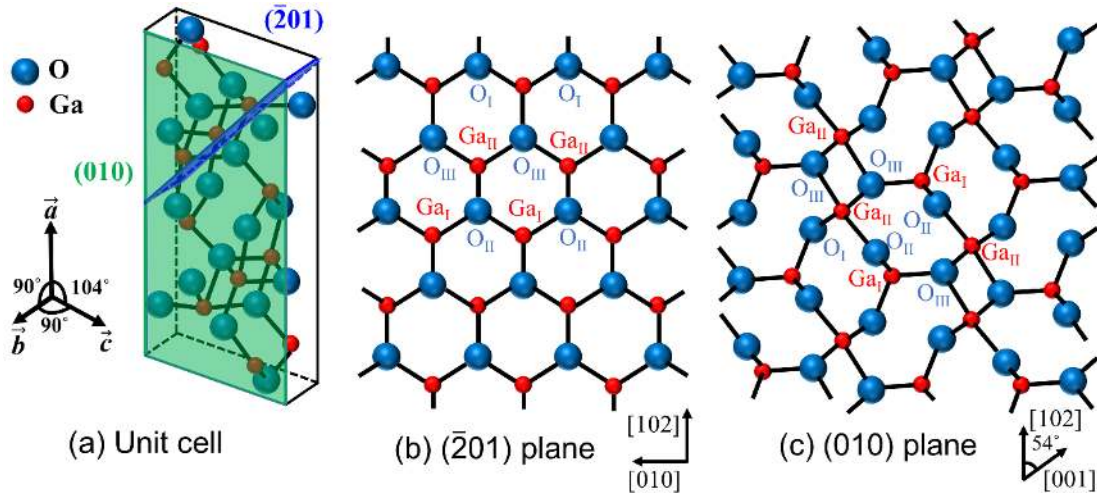 O
Ga
(2̄01)
(010)
a⃗
90°
104°
90°
b⃗
c⃗
(a) Unit cell
O_I
O_I
Ga_II
Ga_II
O_III
O_III
Ga_I
Ga_I
O_II
O_II
(b) (2̄01) plane
[102]
[010]
Ga_II
O_III
O_III
Ga_I
Ga_II
O_II
O_I
O_II
Ga_II
Ga_I
O_III
(c) (010) plane
[102]
54°
[001]